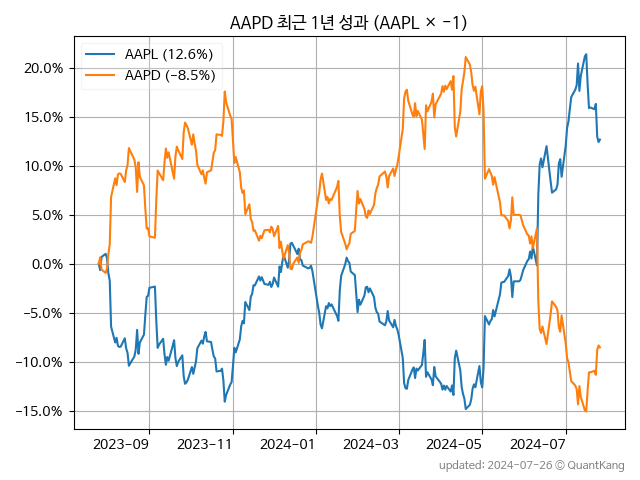 AAPD 최근 1년 성과 (AAPL × −1)
AAPL (12.6%)
AAPD (−8.5%)
20.0%
15.0%
10.0%
5.0%
0.0%
−5.0%
−10.0%
−15.0%
2023-09 2023-11 2024-01 2024-03 2024-05 2024-07
updated: 2024-07-26 © QuantKang